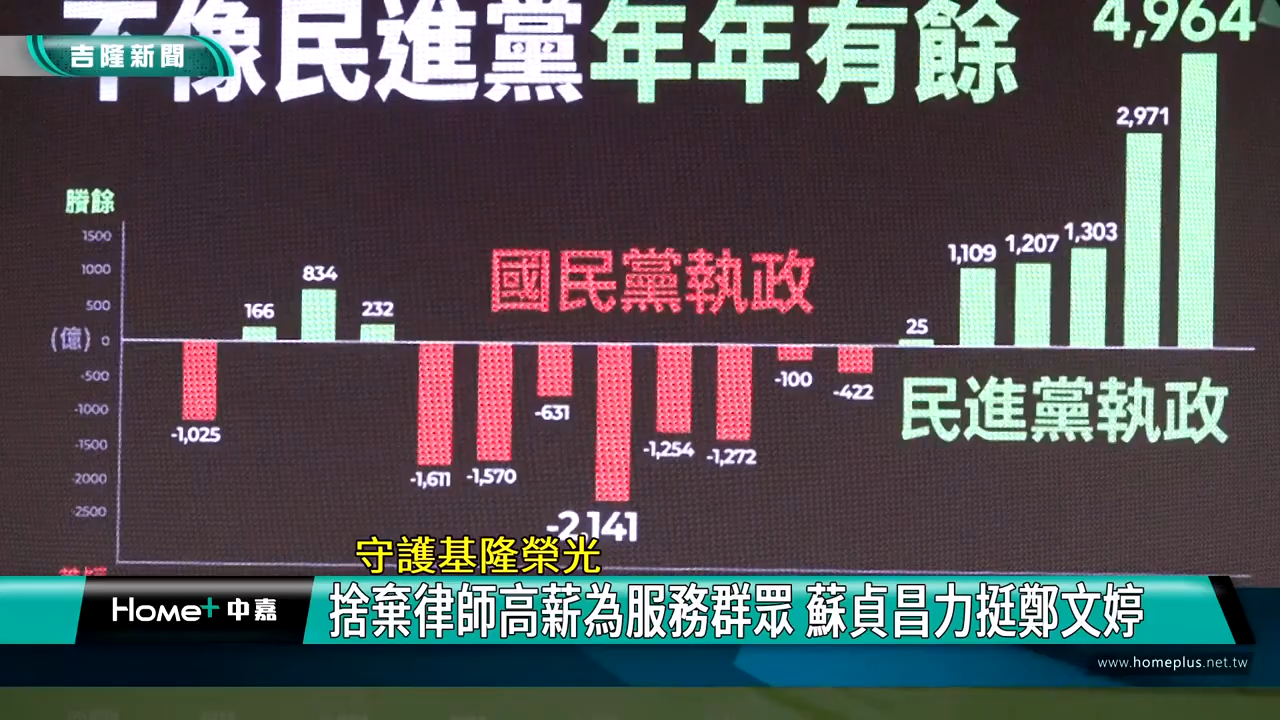 吉隆新聞
不像民進黨年年有餘
4,964
2,971
賸餘
1500
1000
500
(億) 0
-500
-1000
-1500
-2000
-2500
國民黨執政
-1,025
166
834
232
-1,611
-1,570
-631
-2,141
-1,254
-1,272
-100
-422
25
1,109
1,207
1,303
民進黨執政
守護基隆榮光
Home+中嘉
捨棄律師高薪為服務群眾 蘇貞昌力挺鄭文婷
www.homeplus.net.tw